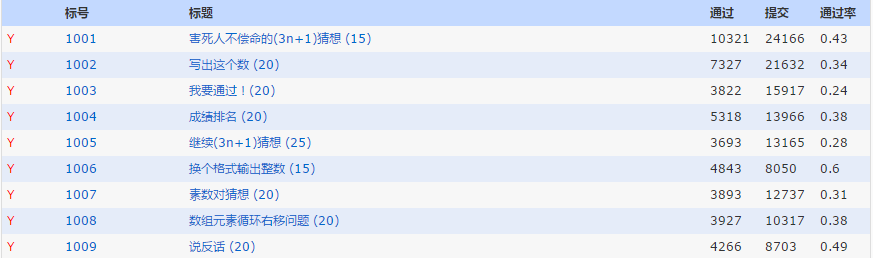 标号 标题 通过 提交 通过率
Y 1001 害死人不偿命的(3n+1)猜想 (15) 10321 24166 0.43
Y 1002 写出这个数 (20) 7327 21632 0.34
Y 1003 我要通过！(20) 3822 15917 0.24
Y 1004 成绩排名 (20) 5318 13966 0.38
Y 1005 继续(3n+1)猜想 (25) 3693 13165 0.28
Y 1006 换个格式输出整数 (15) 4843 8050 0.6
Y 1007 素数对猜想 (20) 3893 12737 0.31
Y 1008 数组元素循环右移问题 (20) 3927 10317 0.38
Y 1009 说反话 (20) 4266 8703 0.49